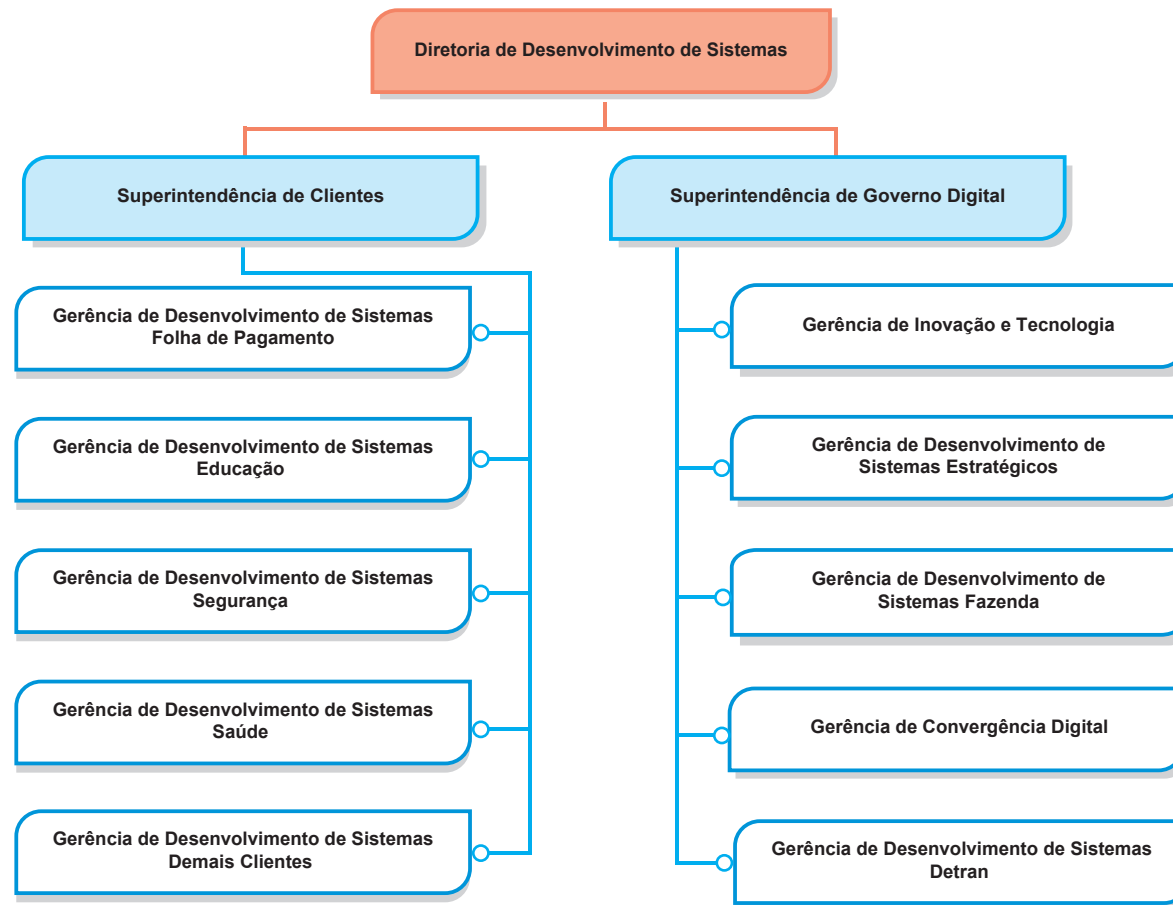 Diretoria de Desenvolvimento de Sistemas
Superintendência de Clientes
Superintendência de Governo Digital
Gerência de Desenvolvimento de Sistemas
Folha de Pagamento
Gerência de Desenvolvimento de Sistemas
Educação
Gerência de Desenvolvimento de Sistemas
Segurança
Gerência de Desenvolvimento de Sistemas
Saúde
Gerência de Desenvolvimento de Sistemas
Demais Clientes
Gerência de Inovação e Tecnologia
Gerência de Desenvolvimento de
Sistemas Estratégicos
Gerência de Desenvolvimento de
Sistemas Fazenda
Gerência de Convergência Digital
Gerência de Desenvolvimento de Sistemas
Detran